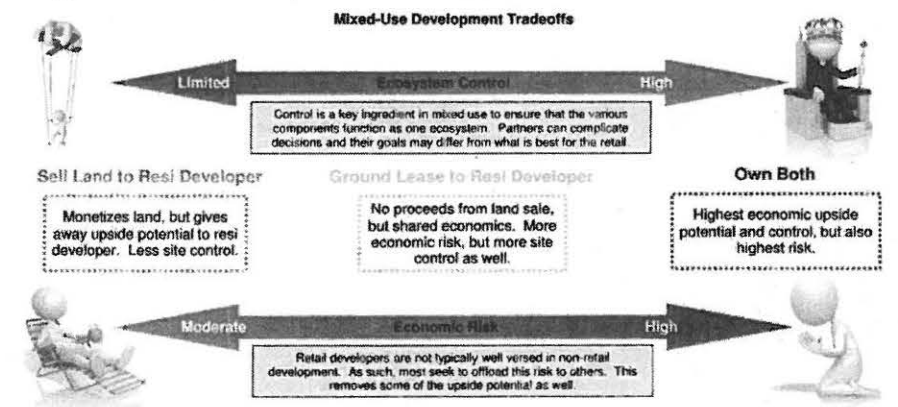 Mixed-Use Development Tradeoffs
Limited Ecosystem Control High
Control is a key ingredient in mixed use to ensure that the various
components function as one ecosystem. Partners can complicate
decisions and their goals may differ from what is best for the retail
Sell Land to Resi Developer
Monetizes land, but gives
away upside potential to resi
developer. Less site control.
Ground Lease to Resi Developer
No proceeds from land sale,
but shared economics. More
economic risk, but more site
control as well.
Own Both
Highest economic upside
potential and control, but also
highest risk.
Moderate Economic Risk High
Retail developers are not typically well versed in non-retail
development. As such, most seek to offload this risk to others. This
removes some of the upside potential as well.